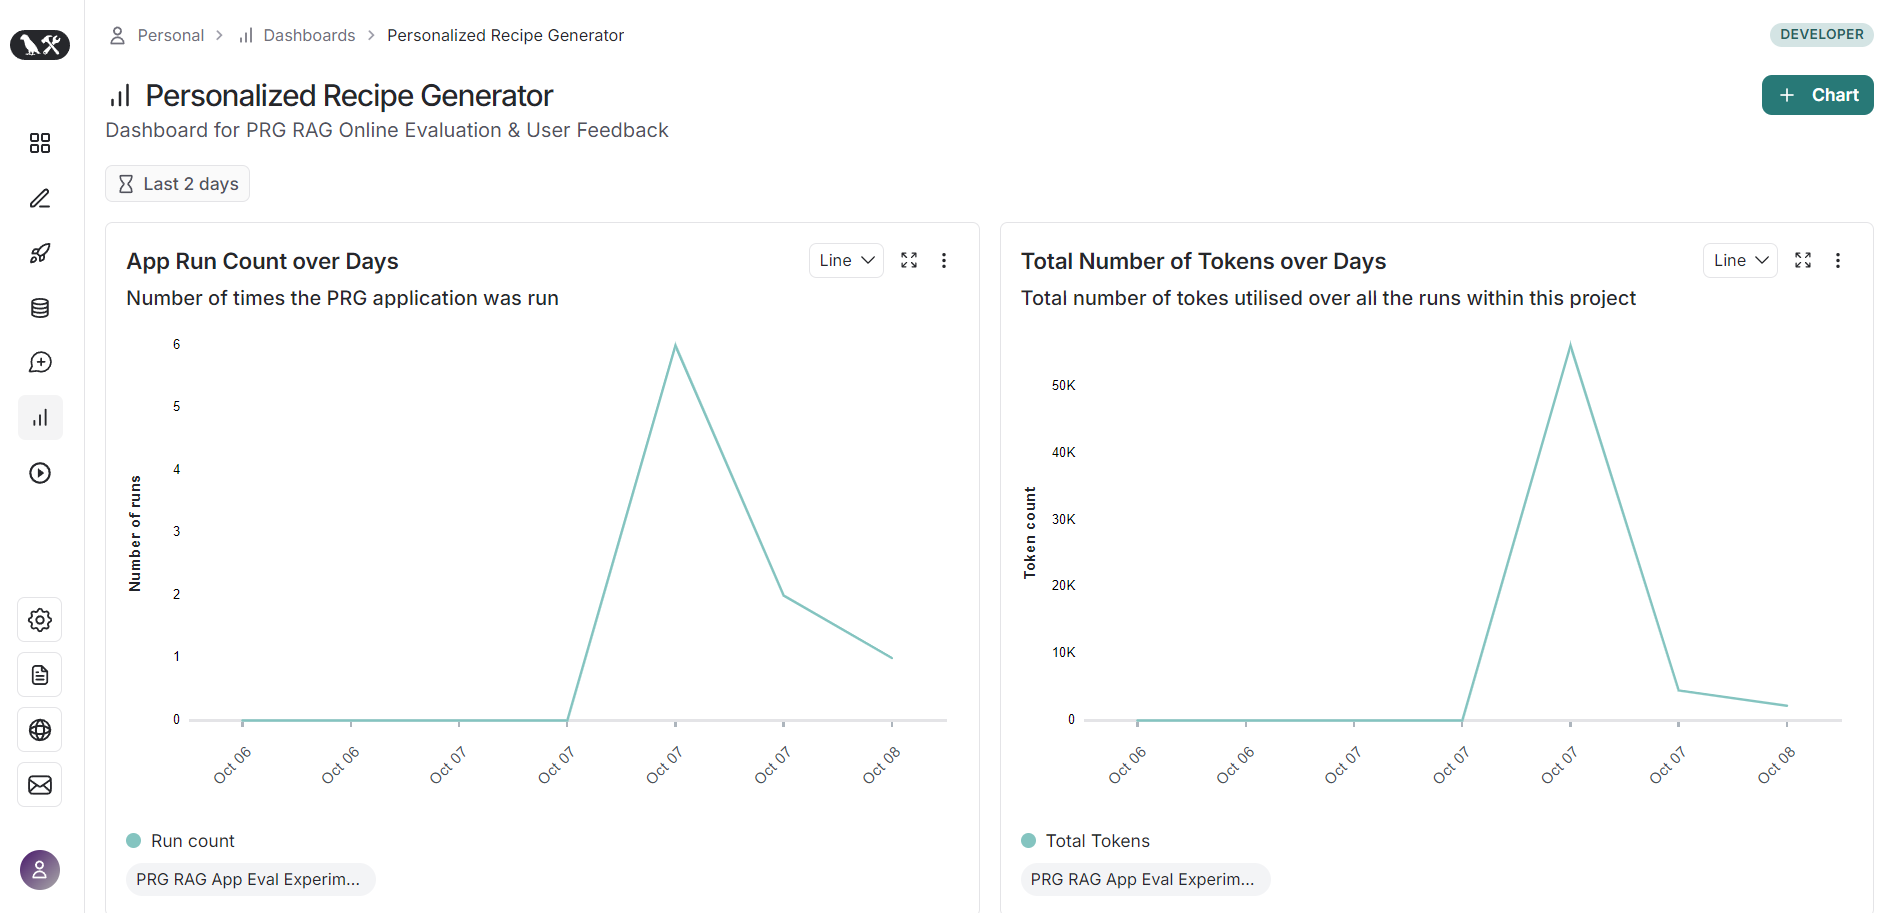 Personal > Dashboards > Personalized Recipe Generator
DEVELOPER
Personalized Recipe Generator
+ Chart
Dashboard for PRG RAG Online Evaluation & User Feedback
Last 2 days
App Run Count over Days
Line
Number of times the PRG application was run
6
5
4
3
2
1
0
Number of runs
Oct 06
Oct 06
Oct 07
Oct 07
Oct 07
Oct 07
Oct 08
Run count
PRG RAG App Eval Experim...
Total Number of Tokens over Days
Line
Total number of tokes utilised over all the runs within this project
50K
40K
30K
20K
10K
0
Token count
Oct 06
Oct 06
Oct 07
Oct 07
Oct 07
Oct 07
Oct 08
Total Tokens
PRG RAG App Eval Experim...